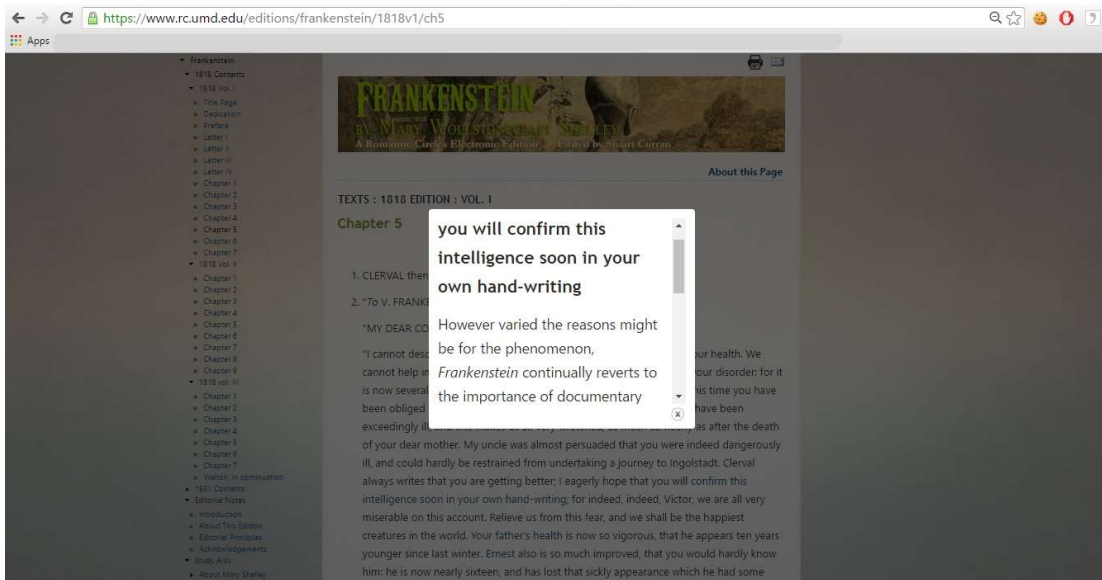 https://www.rc.umd.edu/editions/frankenstein/1818v1/ch5
Apps
Frankenstein
1818 Contents
1818 Vol. I
Title Page
Dedication
Preface
Letter I
Letter II
Letter III
Letter IV
Chapter 1
Chapter 2
Chapter 3
Chapter 4
Chapter 5
Chapter 6
Chapter 7
1818 Vol. II
Chapter 1
Chapter 2
Chapter 3
Chapter 4
Chapter 5
Chapter 6
Chapter 7
Chapter 8
Chapter 9
1818 vol. III
Chapter 1
Chapter 2
Chapter 3
Chapter 4
Chapter 5
Chapter 6
Chapter 7
Walton, in continuation
1831 Contents
Editorial Notes
Introduction
About This Edition
Editorial Principles
Acknowledgements
Study Aids
About Mary Shelley
FRANKENSTEIN
BY MARY WOLLSTONECRAFT SHELLEY
A Romantic Circles Electronic Edition Edited by Stuart Curran
About this Page
TEXTS : 1818 EDITION : VOL. I
Chapter 5
you will confirm this
intelligence soon in your
own hand-writing
However varied the reasons might
be for the phenomenon,
Frankenstein continually reverts to
the importance of documentary
1. CLERVAL then
2. "To V. FRANKE
"MY DEAR CO
"I cannot desc our health. We
cannot help in your disorder: for it
is now several his time you have
been obliged have been
exceedingly ill as after the death
of your dear mother. My uncle was almost persuaded that you were indeed dangerously
ill, and could hardly be restrained from undertaking a journey to Ingolstadt. Clerval
always writes that you are getting better; I eagerly hope that you will confirm this
intelligence soon in your own hand-writing; for indeed, indeed, Victor, we are all very
miserable on this account. Relieve us from this fear, and we shall be the happiest
creatures in the world. Your father's health is now so vigorous, that he appears ten years
younger since last winter. Ernest also is so much improved, that you would hardly know
him: he is now nearly sixteen, and has lost that sickly appearance which he had some